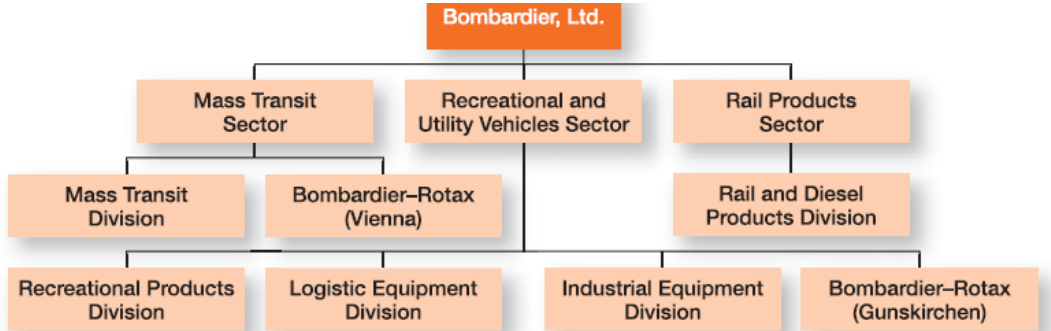 Bombardier, Ltd.
Mass Transit
Sector
Recreational and
Utility Vehicles Sector
Rail Products
Sector
Mass Transit
Division
Bombardier–Rotax
(Vienna)
Rail and Diesel
Products Division
Recreational Products
Division
Logistic Equipment
Division
Industrial Equipment
Division
Bombardier–Rotax
(Gunskirchen)